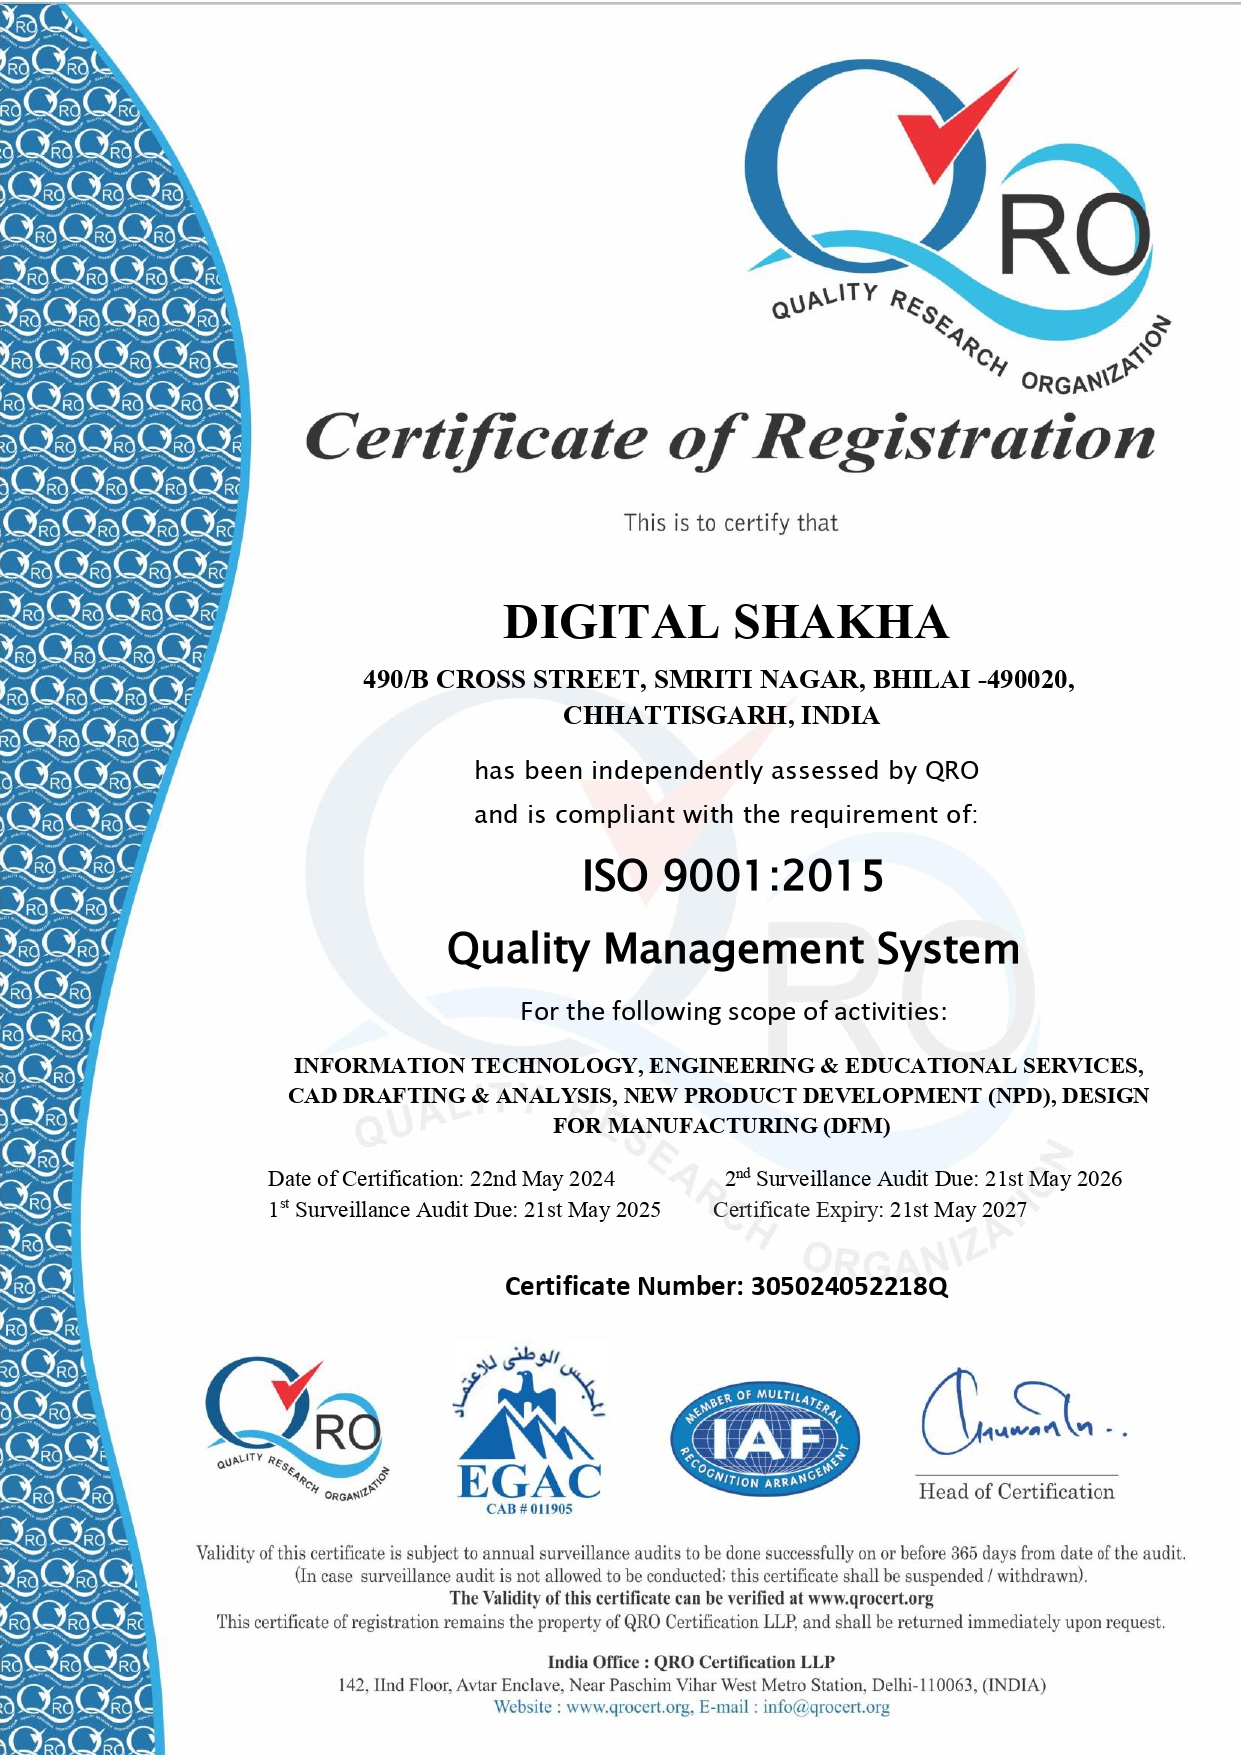 QRO
QUALITY RESEARCH ORGANIZATION
Certificate of Registration
This is to certify that
DIGITAL SHAKHA
490/B CROSS STREET, SMRITI NAGAR, BHILAI -490020,
CHHATTISGARH, INDIA
has been independently assessed by QRO
and is compliant with the requirement of:
ISO 9001:2015
Quality Management System
For the following scope of activities:
INFORMATION TECHNOLOGY, ENGINEERING & EDUCATIONAL SERVICES,
CAD DRAFTING & ANALYSIS, NEW PRODUCT DEVELOPMENT (NPD), DESIGN
FOR MANUFACTURING (DFM)
Date of Certification: 22nd May 2024 2nd Surveillance Audit Due: 21st May 2026
1st Surveillance Audit Due: 21st May 2025 Certificate Expiry: 21st May 2027
Certificate Number: 305024052218Q
QRO
QUALITY RESEARCH ORGANIZATION
المجلس الوطنى للاعتماد
EGAC
CAB # 011905
MEMBER OF MULTILATERAL
IAF
RECOGNITION ARRANGEMENT
Head of Certification
Validity of this certificate is subject to annual surveillance audits to be done successfully on or before 365 days from date of the audit.
(In case surveillance audit is not allowed to be conducted; this certificate shall be suspended / withdrawn).
The Validity of this certificate can be verified at www.qrocert.org
This certificate of registration remains the property of QRO Certification LLP, and shall be returned immediately upon request.
India Office : QRO Certification LLP
142, IInd Floor, Avtar Enclave, Near Paschim Vihar West Metro Station, Delhi-110063, (INDIA)
Website : www.qrocert.org, E-mail : info@qrocert.org